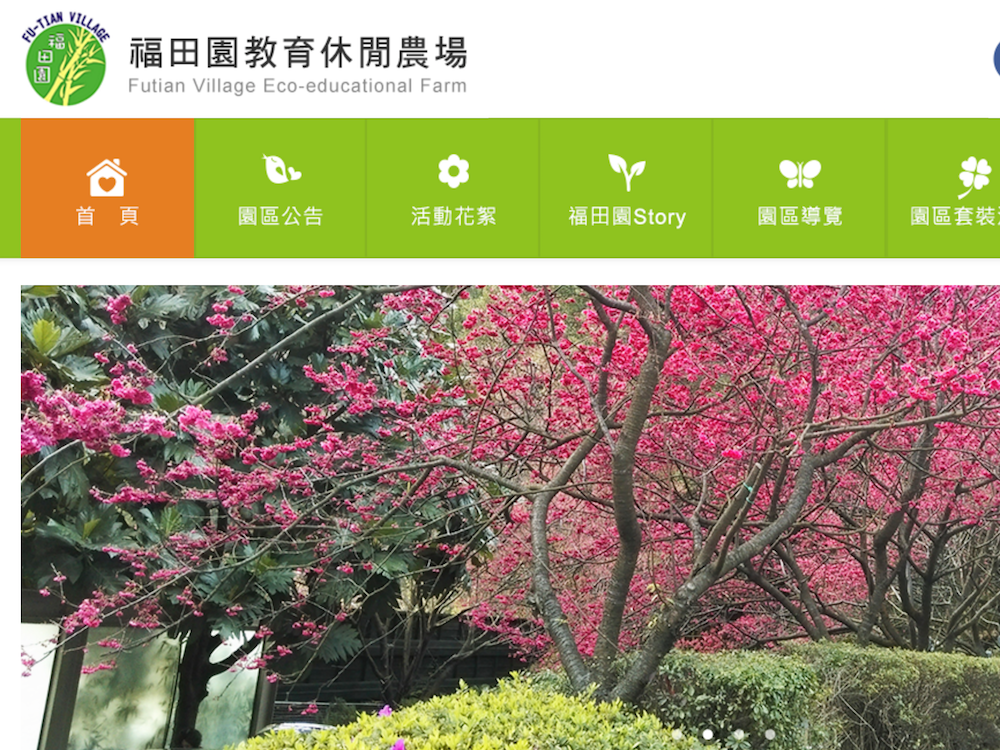 FU-TIAN VILLAGE
福田園
福田園教育休閒農場
Futian Village Eco-educational Farm
首 頁
園區公告
活動花絮
福田園Story
園區導覽
園區套裝